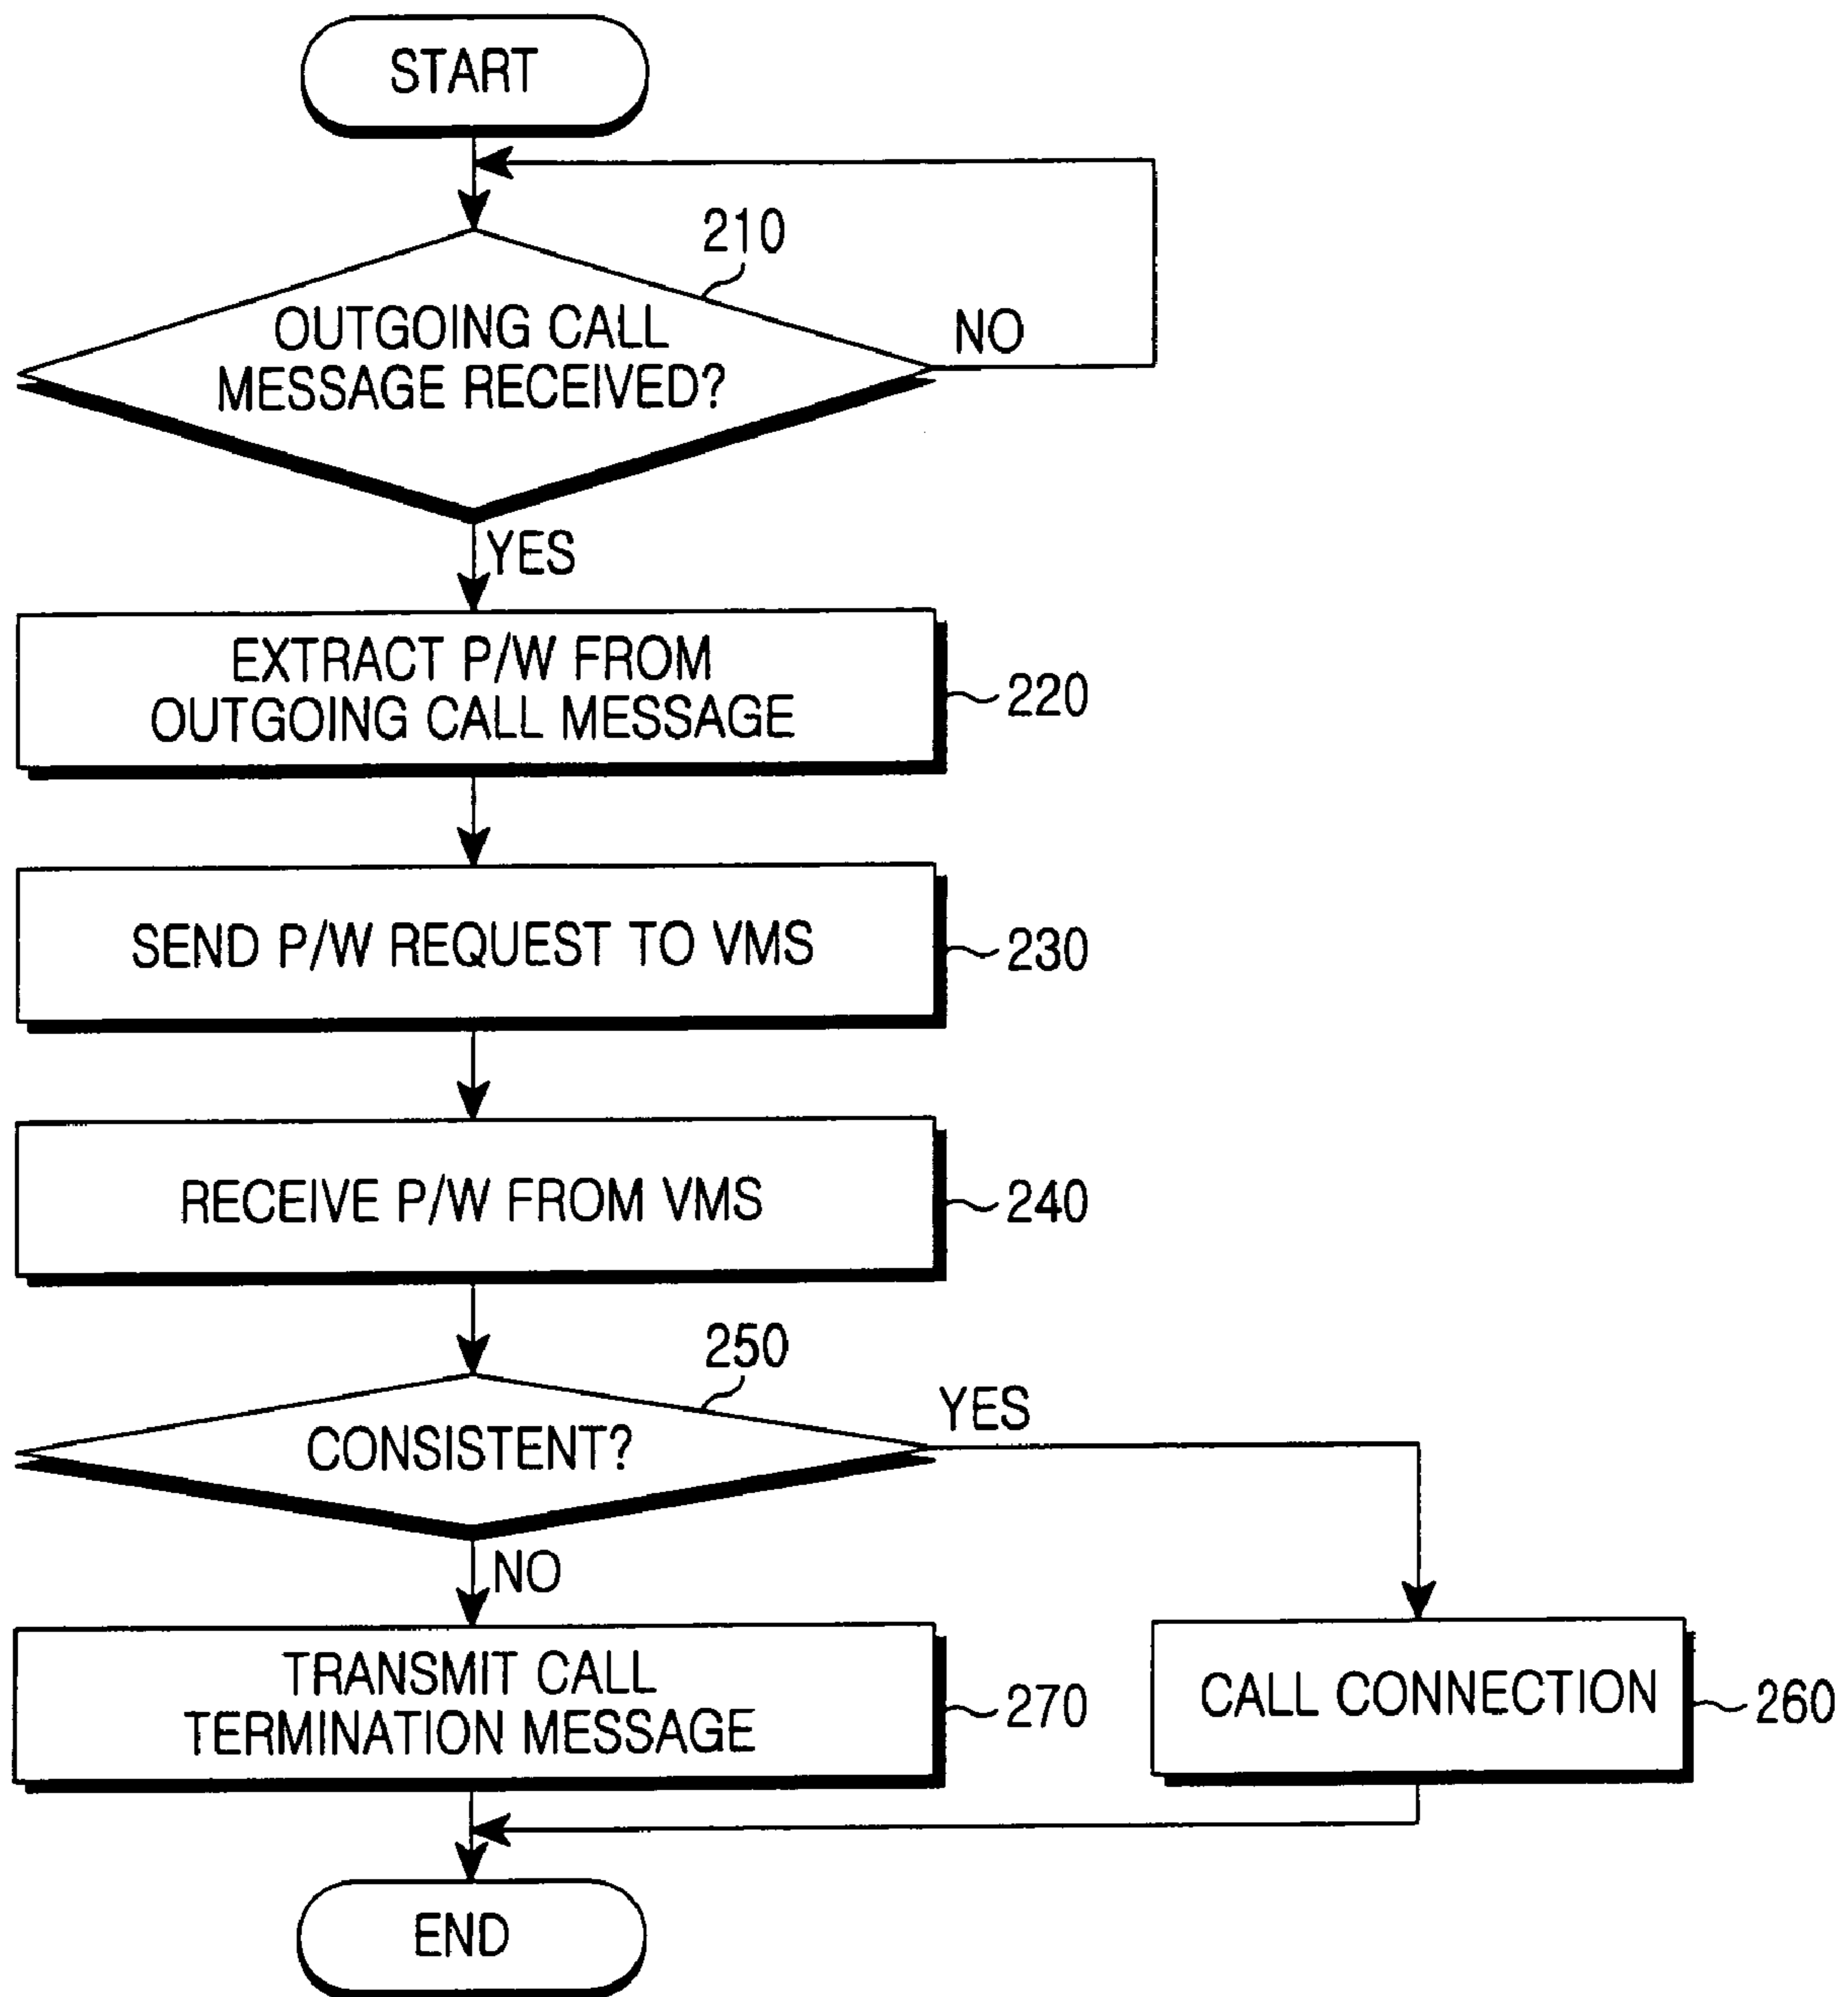 START
210
OUTGOING CALL
MESSAGE RECEIVED?
NO
YES
EXTRACT P/W FROM
OUTGOING CALL MESSAGE
220
SEND P/W REQUEST TO VMS
230
RECEIVE P/W FROM VMS
240
250
CONSISTENT?
YES
NO
TRANSMIT CALL
TERMINATION MESSAGE
270
CALL CONNECTION
260
END